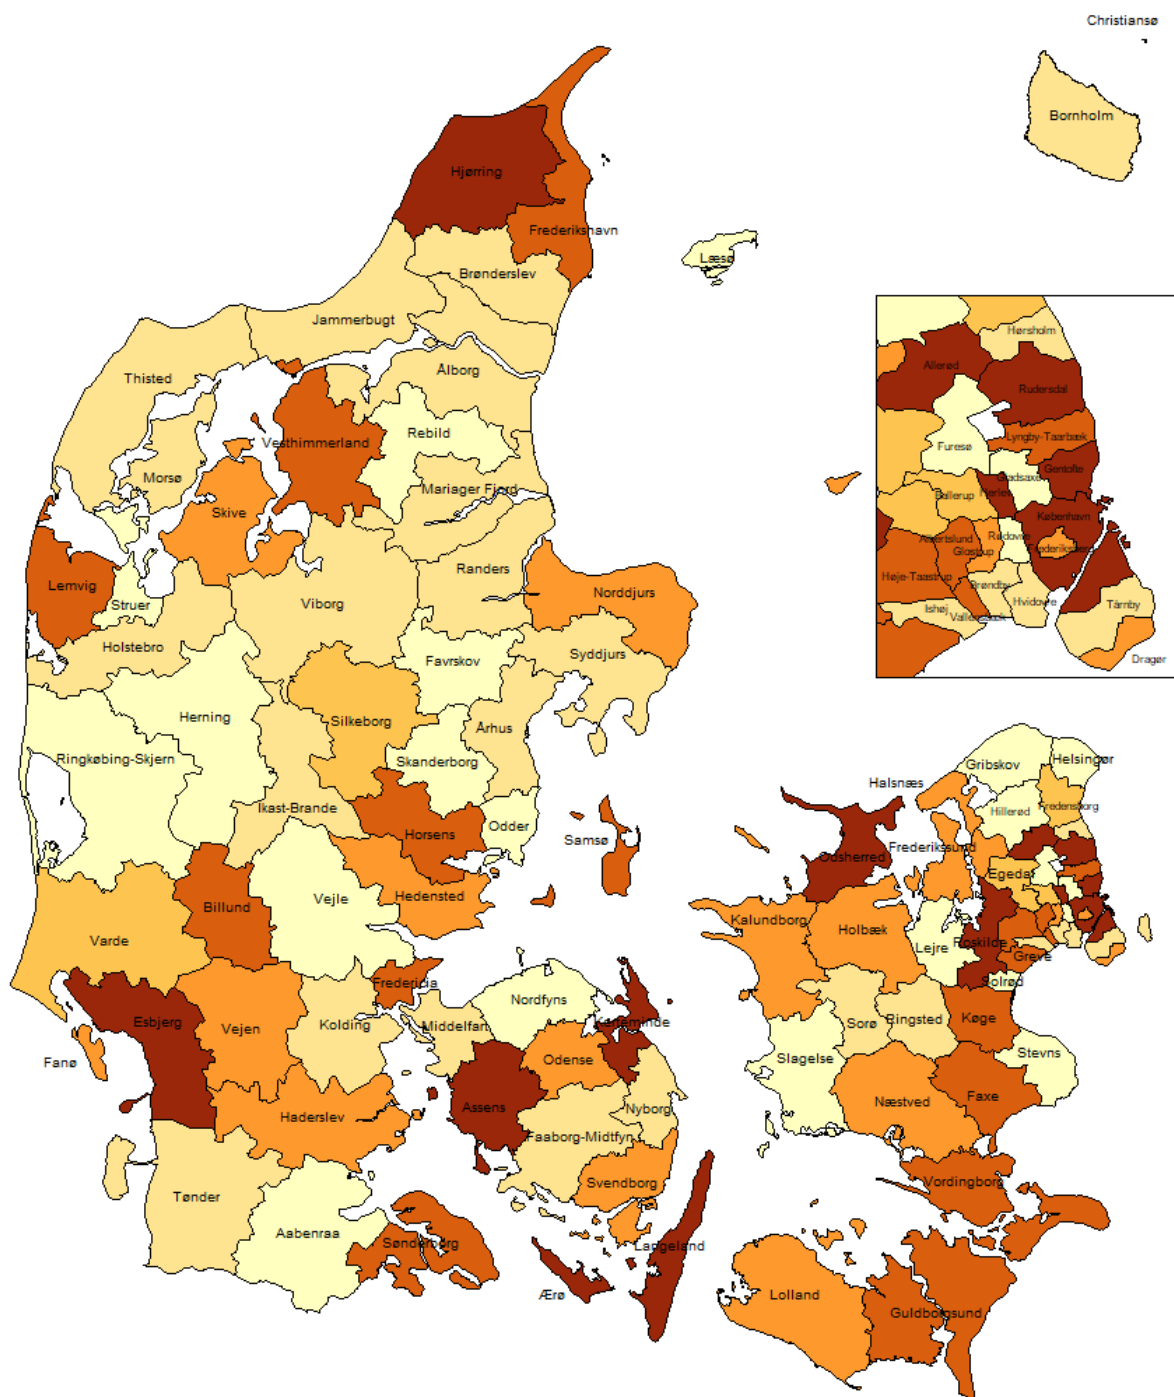 Christiansø
Bornholm
Hjørring
Frederikshavn
Læsø
Brønderslev
Jammerbugt
Thisted
Ålborg
Vesthimmerland
Rebild
Morsø
Mariager Fjord
Skive
Lemvig
Struer
Randers
Norddjurs
Viborg
Holstebro
Favrskov
Syddjurs
Herning
Silkeborg
Århus
Ringkøbing-Skjern
Skanderborg
Ikast-Brande
Horsens
Odder
Samsø
Hedensted
Vejle
Billund
Varde
Fredericia
Esbjerg
Vejen
Kolding
Fanø
Haderslev
Tønder
Aabenraa
Sønderborg
Middelfart
Nordfyns
Kerteminde
Odense
Assens
Nyborg
Faaborg-Midtfyn
Svendborg
Langeland
Ærø
Hørsholm
Allerød
Rudersdal
Lyngby-Taarbæk
Furesø
Gentofte
Gladsaxe
Ballerup
Herlev
København
Rødovre
Frederiksberg
Albertslund
Glostrup
Høje-Taastrup
Brøndby
Ishøj
Hvidovre
Vallensbæk
Tårnby
Dragør
Helsingør
Gribskov
Halsnæs
Hillerød
Fredensborg
Frederikssund
Odsherred
Egedal
Kalundborg
Holbæk
Lejre
Roskilde
Greve
Solrød
Sorø
Ringsted
Køge
Slagelse
Stevns
Næstved
Faxe
Vordingborg
Lolland
Guldborgsund